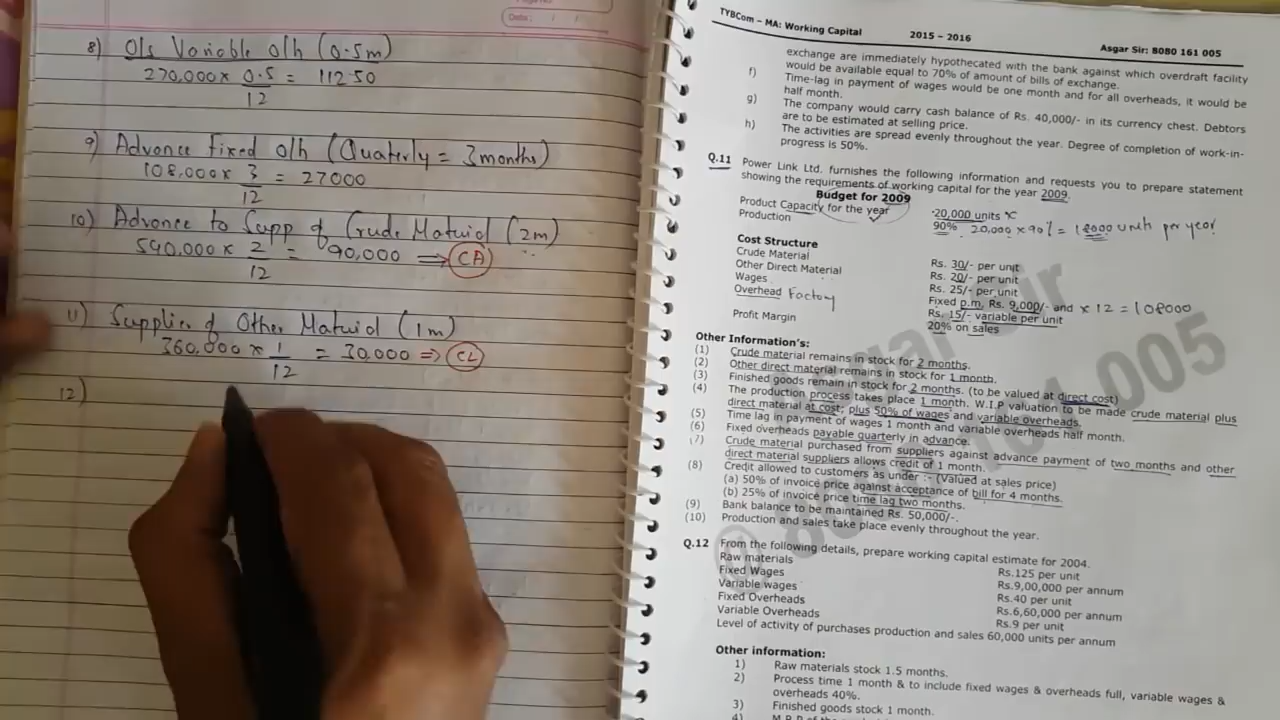 Date: / /
8) O/s Variable o/h (0.5m)
270,000 x 0.5 = 112.50
12
9) Advance fixed o/h (Quaterly = 3 months)
108,000 x 3 = 27000
12
10) Advance to Supp of Crude Matuial (2m)
540,000 x 2 = 90,000 ⇒ CA
12
11) Supplier of Other Matuial (1m)
360,000 x 1 = 30,000 ⇒ CL
12
12)
TYBCom – MA: Working Capital 2015 – 2016 Asgar Sir: 8080 161 005
exchange are immediately hypothecated with the bank against which overdraft facility
would be available equal to 70% of amount of bills of exchange.
f) Time-lag in payment of wages would be one month and for all overheads, it would be
half month.
g) The company would carry cash balance of Rs. 40,000/- in its currency chest. Debtors
are to be estimated at selling price.
h) The activities are spread evenly throughout the year. Degree of completion of work-in-
progress is 50%.
Q.11 Power Link Ltd. furnishes the following information and requests you to prepare statement
showing the requirements of working capital for the year 2009.
Budget for 2009
Product Capacity for the year 20,000 units
Production 90% 20,000 x 90% = 18000 units per year
Cost Structure
Crude Material Rs. 30/- per unit
Other Direct Material Rs. 20/- per unit
Wages Rs. 25/- per unit
Overhead Factory Fixed p.m. Rs. 9,000/- and x 12 = 108000
Rs. 15/- variable per unit
Profit Margin 20% on sales
Other Information's:
(1) Crude material remains in stock for 2 months.
(2) Other direct material remains in stock for 1 month.
(3) Finished goods remain in stock for 2 months. (to be valued at direct cost)
(4) The production process takes place 1 month. W.I.P valuation to be made crude material plus
direct material at cost, plus 50% of wages and variable overheads.
(5) Time lag in payment of wages 1 month and variable overheads half month.
(6) Fixed overheads payable quarterly in advance.
(7) Crude material purchased from suppliers against advance payment of two months and other
direct material suppliers allows credit of 1 month.
(8) Credit allowed to customers as under :- (Valued at sales price)
(a) 50% of invoice price against acceptance of bill for 4 months.
(b) 25% of invoice price time lag two months.
(9) Bank balance to be maintained Rs. 50,000/-.
(10) Production and sales take place evenly throughout the year.
Q.12 From the following details, prepare working capital estimate for 2004.
Raw materials Rs.125 per unit
Fixed Wages Rs.9,00,000 per annum
Variable wages Rs.40 per unit
Fixed Overheads Rs.6,60,000 per annum
Variable Overheads Rs.9 per unit
Level of activity of purchases production and sales 60,000 units per annum
Other information:
1) Raw materials stock 1.5 months.
2) Process time 1 month & to include fixed wages & overheads full, variable wages &
overheads 40%.
3) Finished goods stock 1 month.